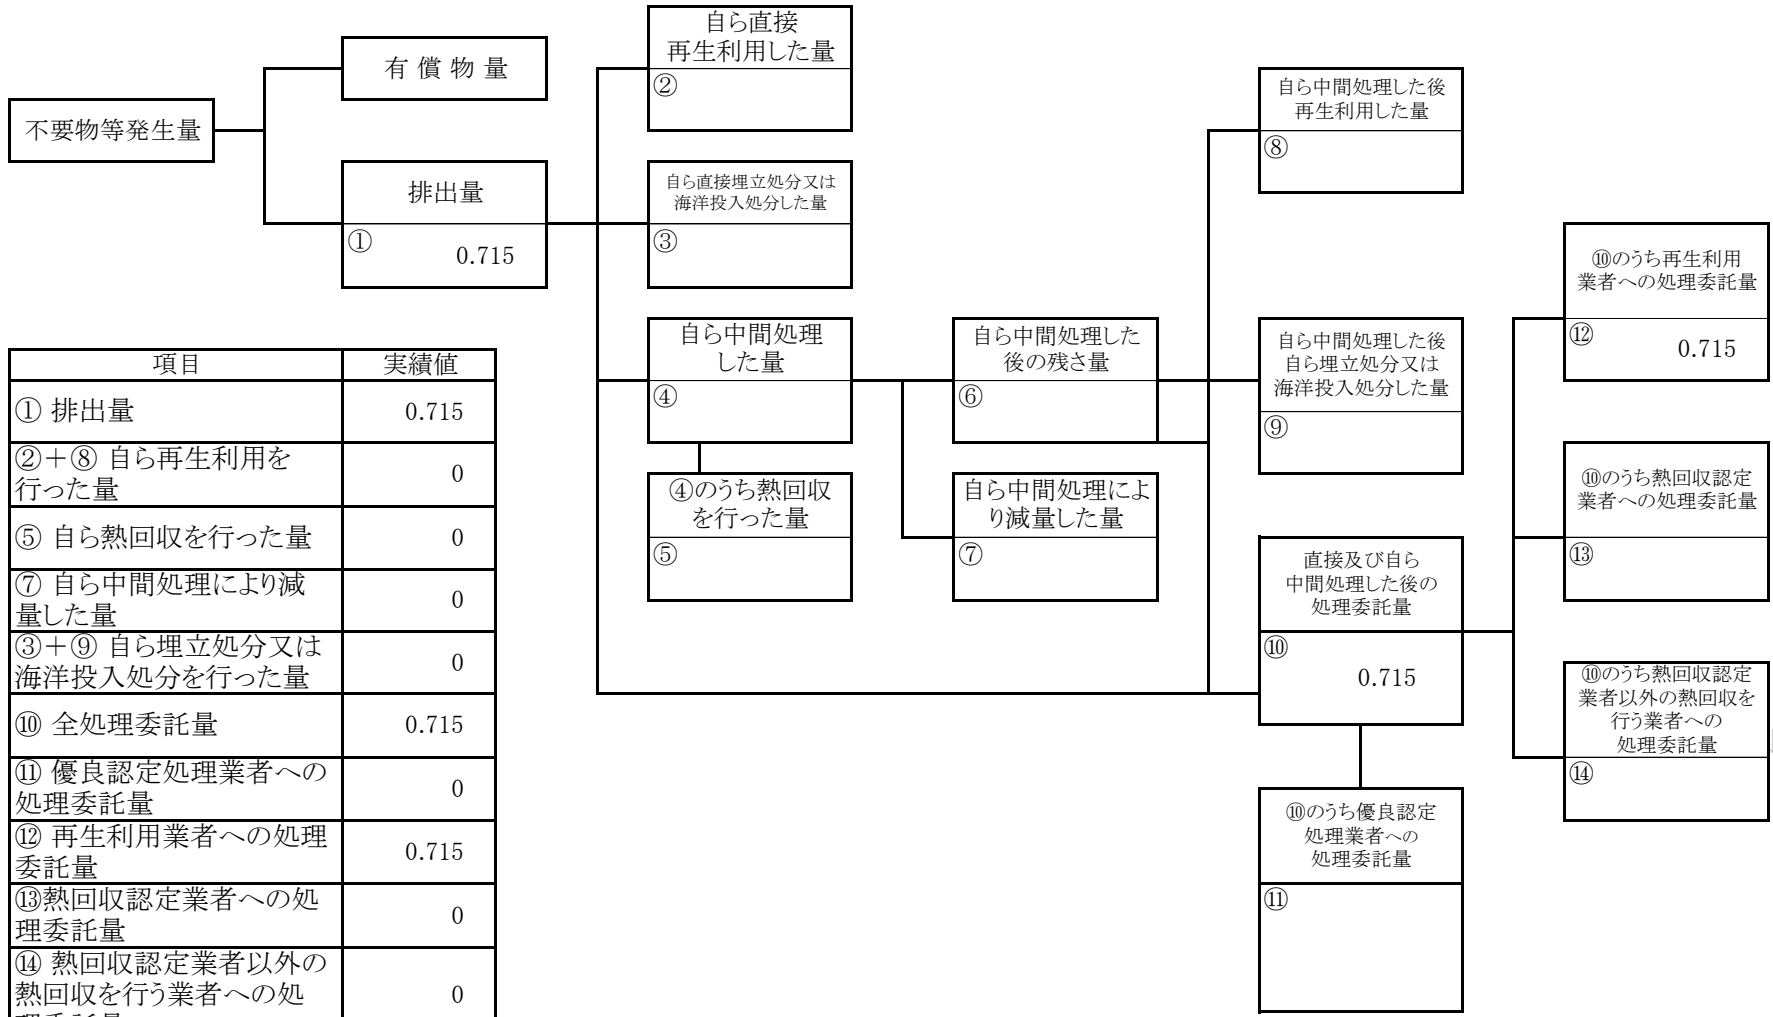 不要物等発生量
有 償 物 量
排出量
①
0.715
自ら直接
再生利用した量
②
自ら直接埋立処分又は
海洋投入処分した量
③
自ら中間処理
した量
④
④のうち熱回収
を行った量
⑤
自ら中間処理した
後の残さ量
⑥
自ら中間処理によ
り減量した量
⑦
自ら中間処理した後
再生利用した量
⑧
自ら中間処理した後
自ら埋立処分又は
海洋投入処分した量
⑨
直接及び自ら
中間処理した後の
処理委託量
⑩
0.715
⑩のうち優良認定
処理業者への
処理委託量
⑪
⑩のうち再生利用
業者への処理委託量
⑫
0.715
⑩のうち熱回収認定
業者への処理委託量
⑬
⑩のうち熱回収認定
業者以外の熱回収を
行う業者への
処理委託量
⑭
項目 実績値
① 排出量 0.715
②＋⑧ 自ら再生利用を
行った量 0
⑤ 自ら熱回収を行った量 0
⑦ 自ら中間処理により減
量した量 0
③＋⑨ 自ら埋立処分又は
海洋投入処分を行った量 0
⑩ 全処理委託量 0.715
⑪ 優良認定処理業者への
処理委託量 0
⑫ 再生利用業者への処理
委託量 0.715
⑬熱回収認定業者への処
理委託量 0
⑭ 熱回収認定業者以外の
熱回収を行う業者への処 0